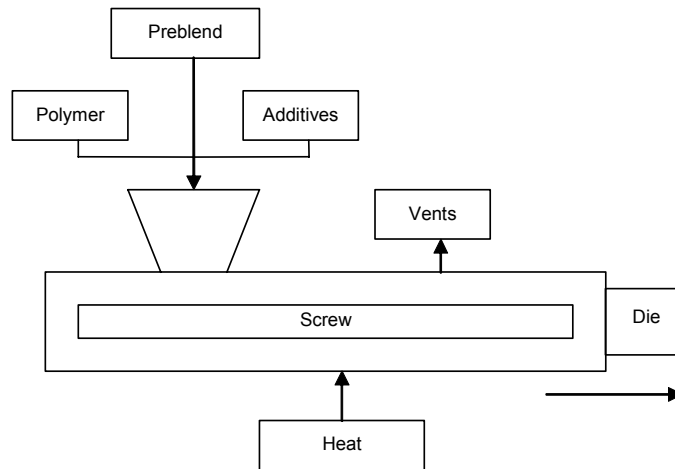 Preblend
Polymer
Additives
Vents
Screw
Die
Heat